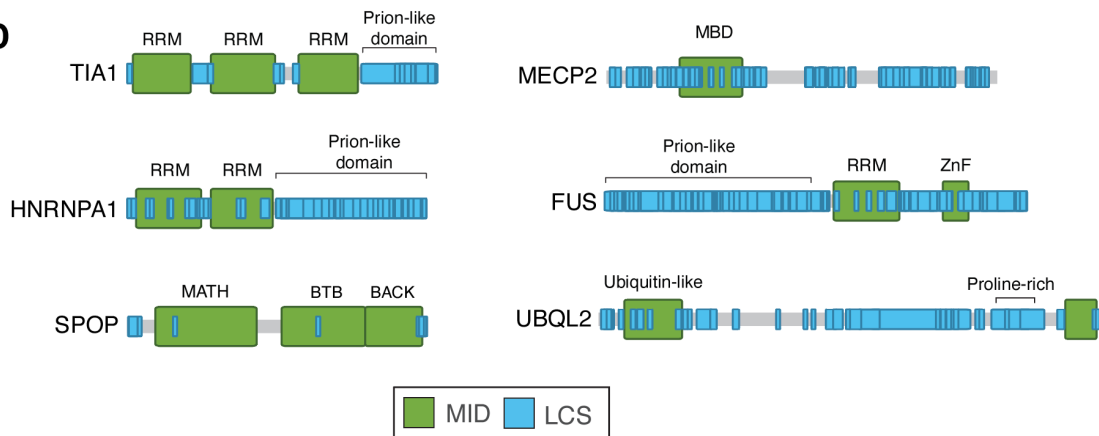 Prion-like
domain
RRM
RRM
RRM
TIA1
MBD
MECP2
Prion-like
domain
RRM
RRM
HNRNPA1
Prion-like
domain
RRM
ZnF
FUS
MATH
BTB
BACK
SPOP
Ubiquitin-like
Proline-rich
UBQL2
MID
LCS